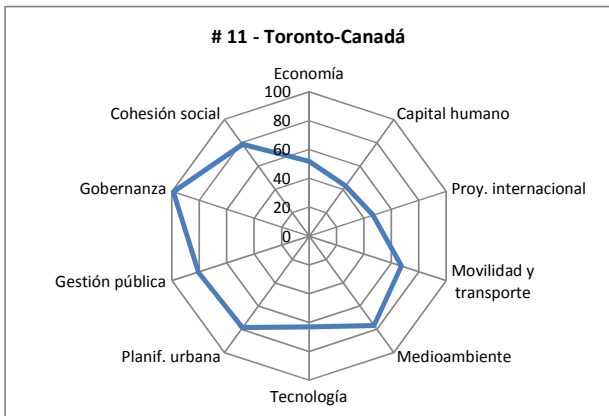 # 11 - Toronto-Canadá
Economía
Capital humano
Proy. internacional
Movilidad y
transporte
Medioambiente
Tecnología
Planif. urbana
Gestión pública
Gobernanza
Cohesión social
100
80
60
40
20
0